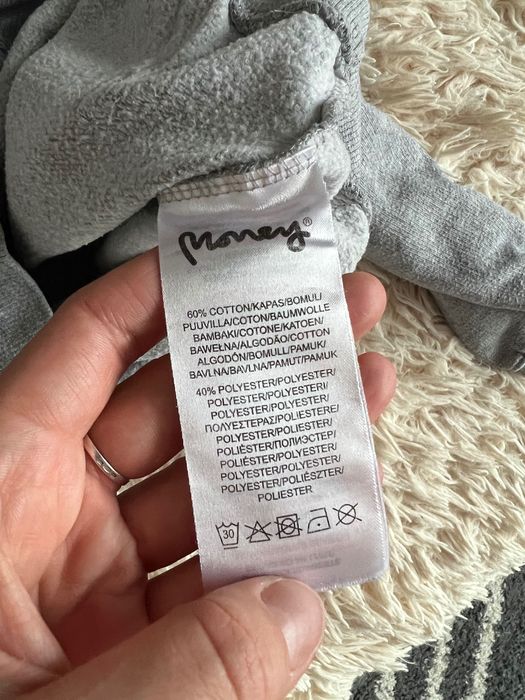 Money®
60% COTTON/KAPAS/BOMULL/
PUUVILLA/COTON/BAUMWOLLE
BAMBAKI/COTONE/KATOEN/
BAWEŁNA/ALGODÃO/COTTON
ALGODÓN/BOMULL/PAMUK/
BAVLNA/BAVLNA/PAMUT/PAMUK
40% POLYESTER/POLYESTER/
POLYESTER/POLYESTERI/
POLYESTER/POLYESTER/
ΠΟΛΥΕΣΤΕΡΑΣ/POLIESTERE/
POLYESTER/POLIESTER/
POLIÉSTER/ПОЛИЭСТЕР/
POLIÉSTER/POLYESTER/
POLYESTER/POLYESTER/
POLYESTER/POLIÉSZTER/
POLIESTER
30